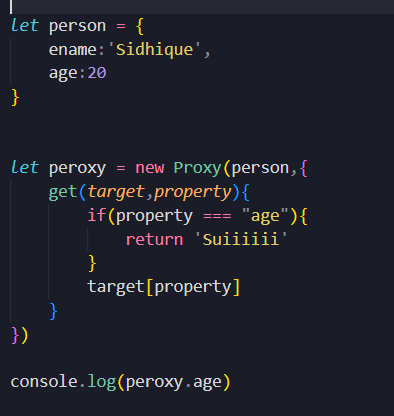 let person = {
    ename:'Sidhique',
    age:20
}
let peroxy = new Proxy(person,{
    get(target,property){
        if(property === "age"){
            return 'Suiiiiii'
        }
        target[property]
    }
})
console.log(peroxy.age)